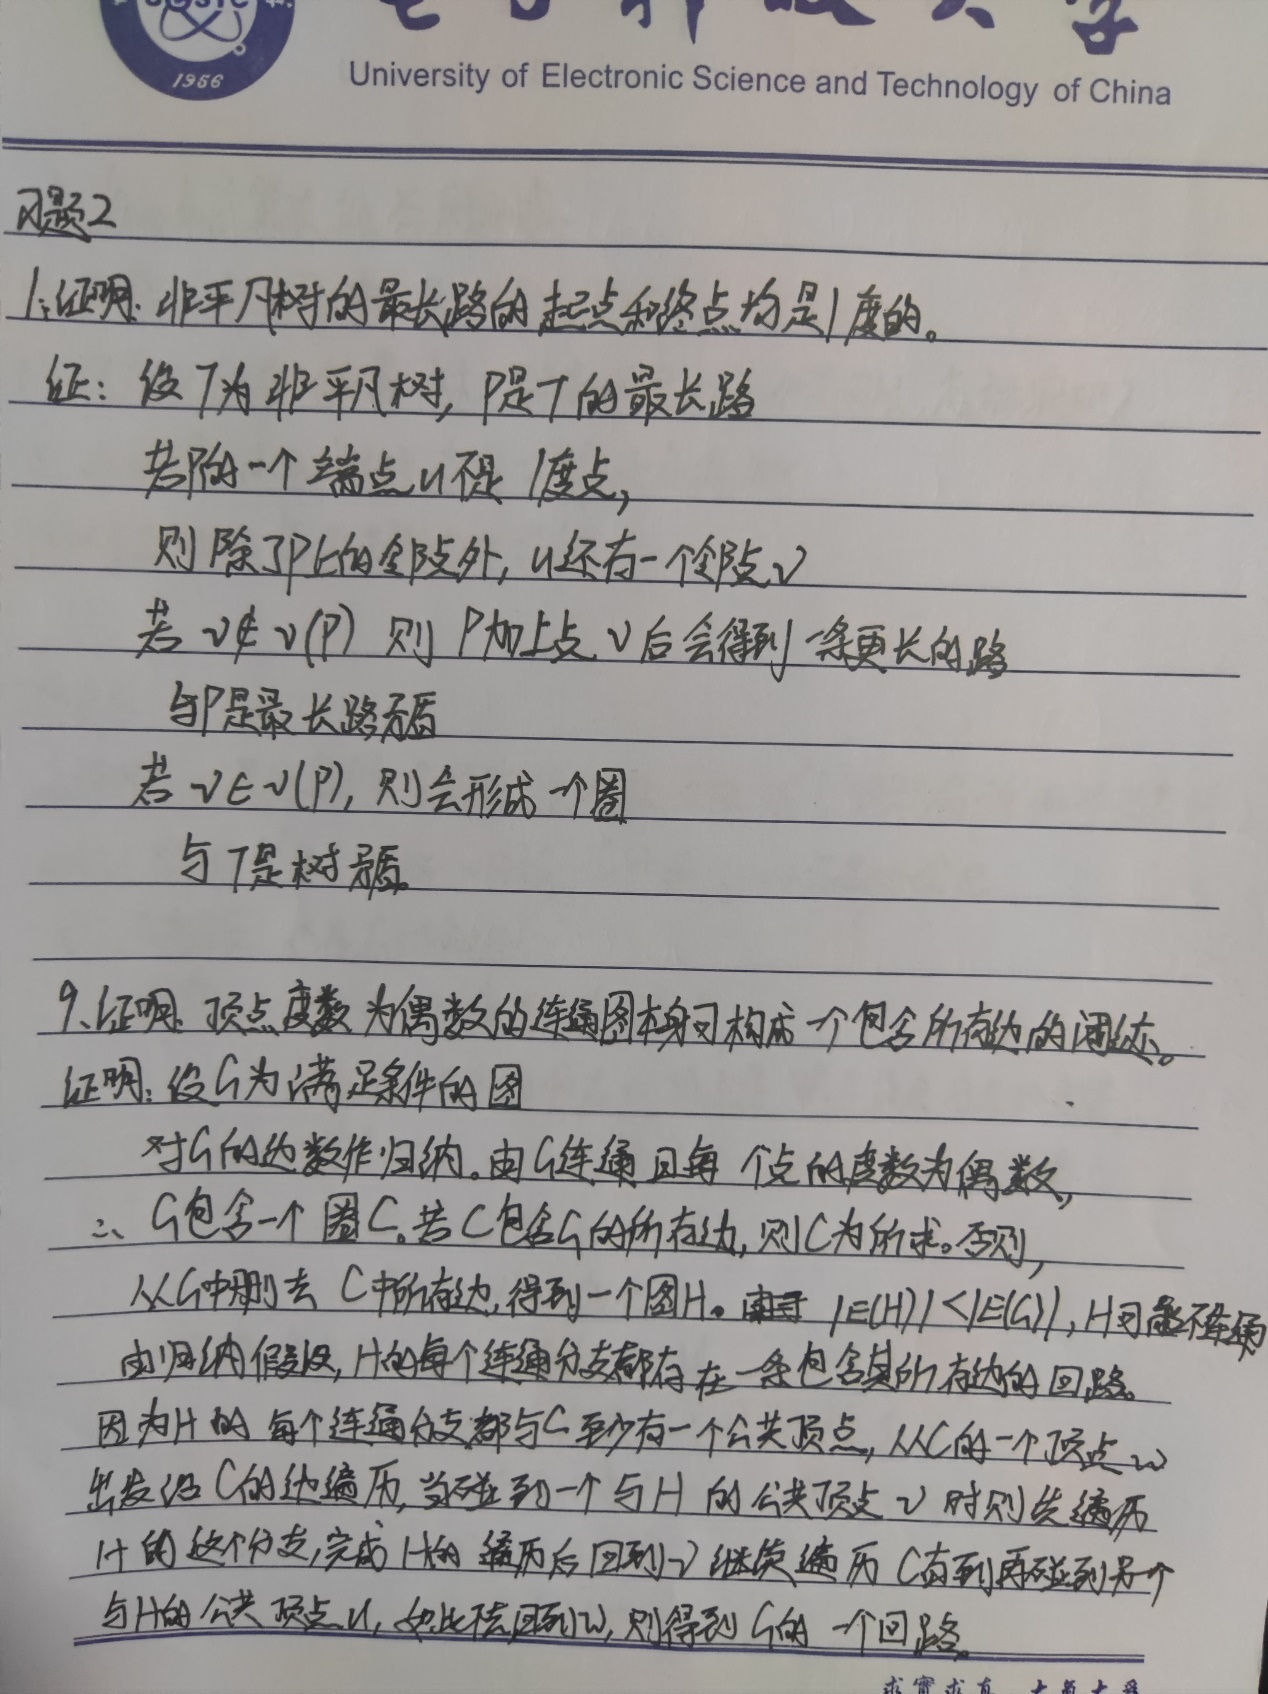 1956
University of Electronic Science and Technology of China
习题2
1.证明:非平凡树的最长路的起点和终点均是1度的。
证:设T为非平凡树,P是T的最长路
若P的一个端点u不是1度点,
则除了P上的邻点外,u还有一个邻点v
若v∉v(P) 则P加上点v后会得到一条更长的路
与P是最长路矛盾
若v∈v(P),则会形成一个圈
与T是树矛盾。
9.证明:顶点度数为偶数的连通图本身可构成一个包含所有边的闭迹。
证明:设G为满足条件的图
对G的边数作归纳。由G连通且每个点的度数为偶数,
∴G包含一个圈C。若C包含G的所有边,则C为所求。否则,
从G中删去C中所有边,得到一个图H。由于|E(H)|<|E(G)|,H可能不连通
由归纳假设,H的每个连通分支都存在一条包含其所有边的回路。
因为H的每个连通分支都与C至少有一个公共顶点,从C的一个顶点w
出发沿C的边遍历,当碰到一个与H的公共顶点v时则先遍历
H的这个分支,完成H的遍历后回到v继续遍历C直到再碰到另一个
与H的公共顶点u,如此继续回到w,则得到G的一个回路。
求实求真 大气大为